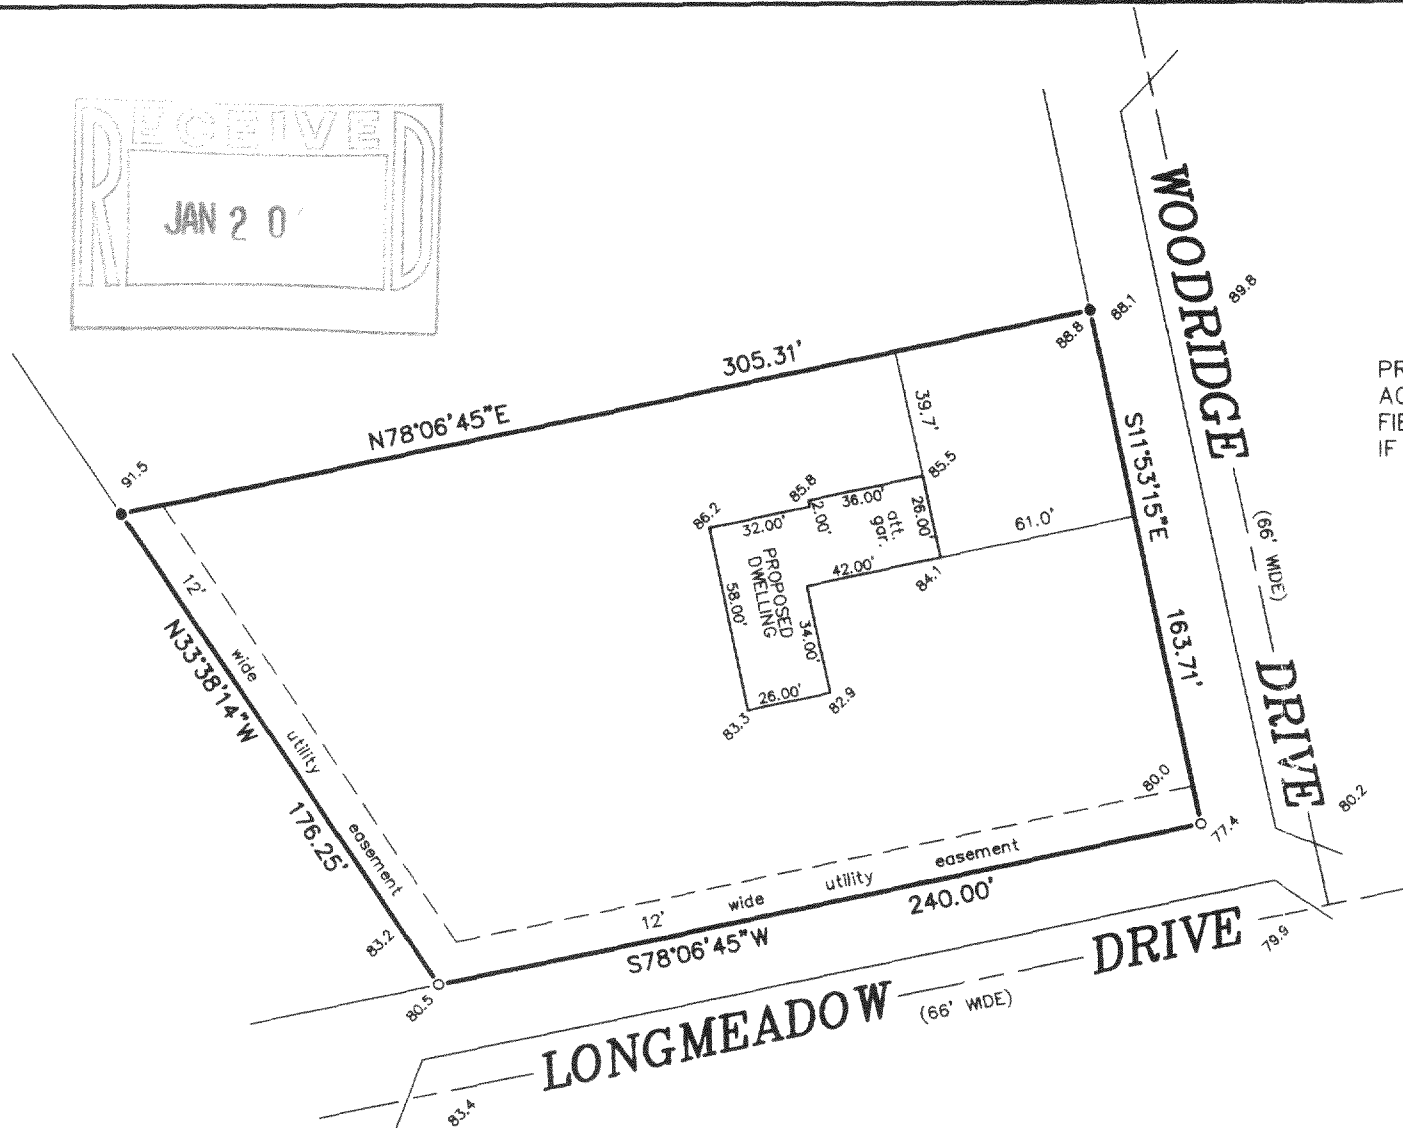 RECEIVED
JAN 20
WOODRIDGE DRIVE
(66' WIDE)
89.8
88.1
88.8
305.31'
N78°06'45"E
91.5
39.7'
S11°53'15"E
163.71'
85.5
85.8
86.2
36.00'
32.00'
2.00'
att.
gar.
26.00'
61.0'
42.00'
84.1
PROPOSED
DWELLING
58.00'
34.00'
26.00'
82.9
83.3
12' wide utility easement
N33°38'14"W
176.25'
80.0
80.2
77.4
12' wide utility easement
240.00'
S78°06'45"W
83.2
80.5
LONGMEADOW DRIVE
(66' WIDE)
79.9
83.4
PR
AC
FIE
IF